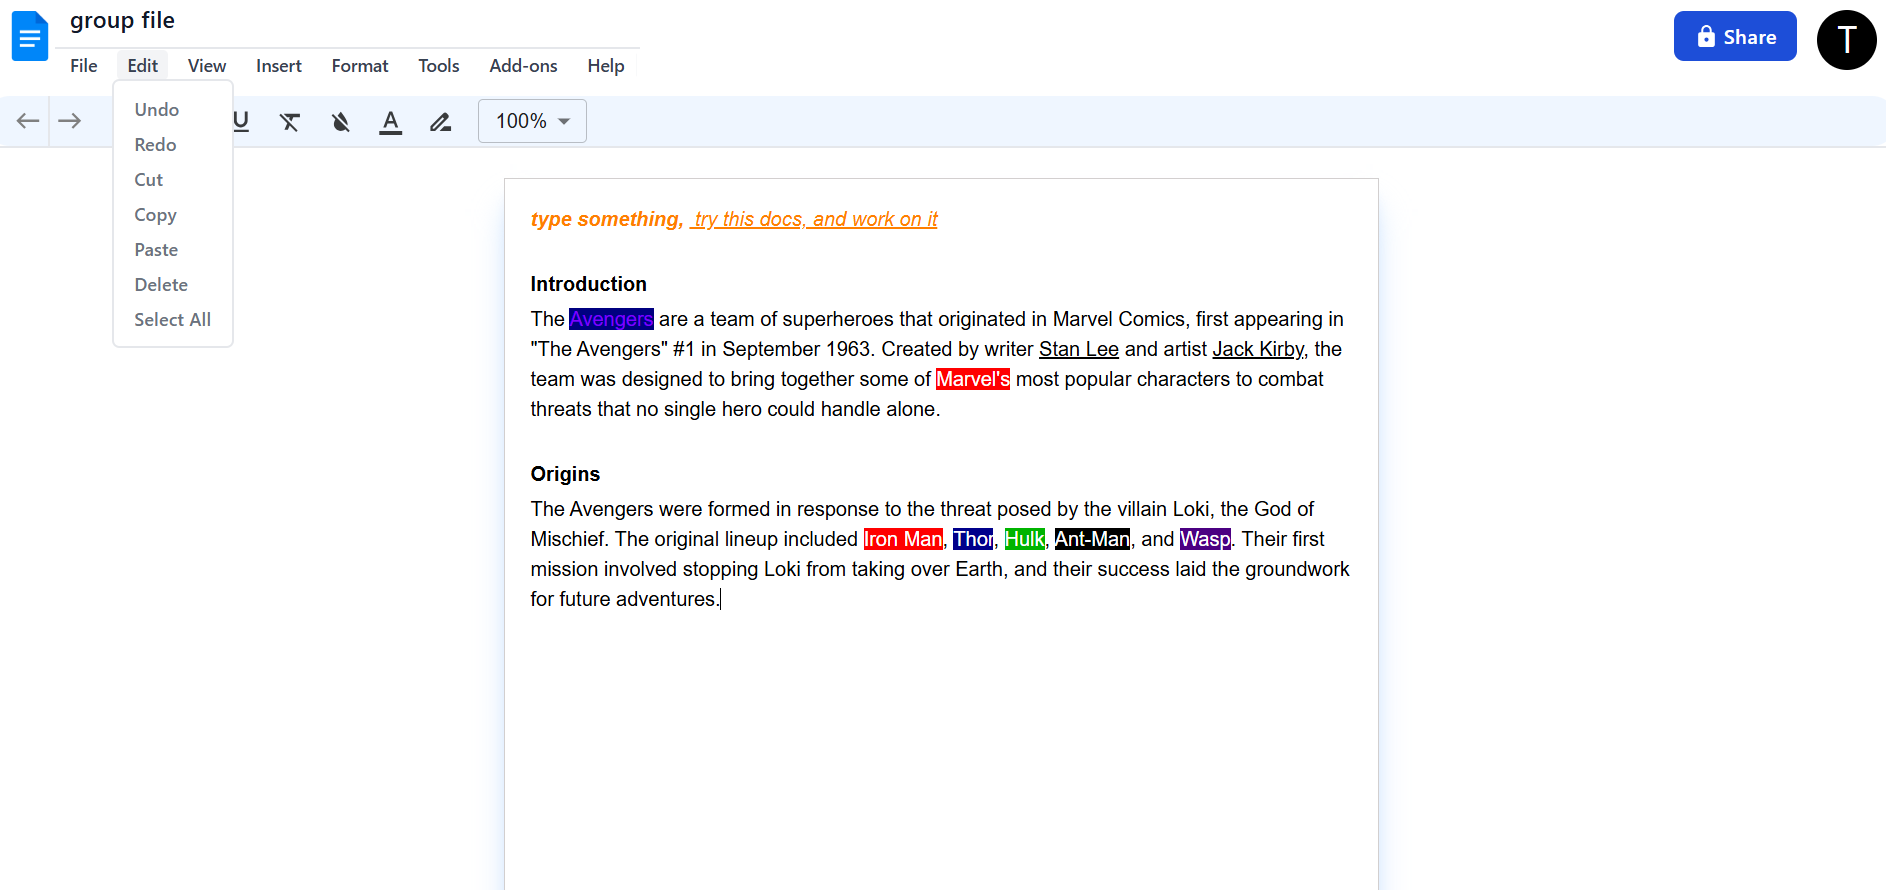 group file
File Edit View Insert Format Tools Add-ons Help
Share
T
Undo
Redo
Cut
Copy
Paste
Delete
Select All
U A 100%
type something, try this docs, and work on it
Introduction
The Avengers are a team of superheroes that originated in Marvel Comics, first appearing in
"The Avengers" #1 in September 1963. Created by writer Stan Lee and artist Jack Kirby, the
team was designed to bring together some of Marvel's most popular characters to combat
threats that no single hero could handle alone.
Origins
The Avengers were formed in response to the threat posed by the villain Loki, the God of
Mischief. The original lineup included Iron Man, Thor, Hulk, Ant-Man, and Wasp. Their first
mission involved stopping Loki from taking over Earth, and their success laid the groundwork
for future adventures.